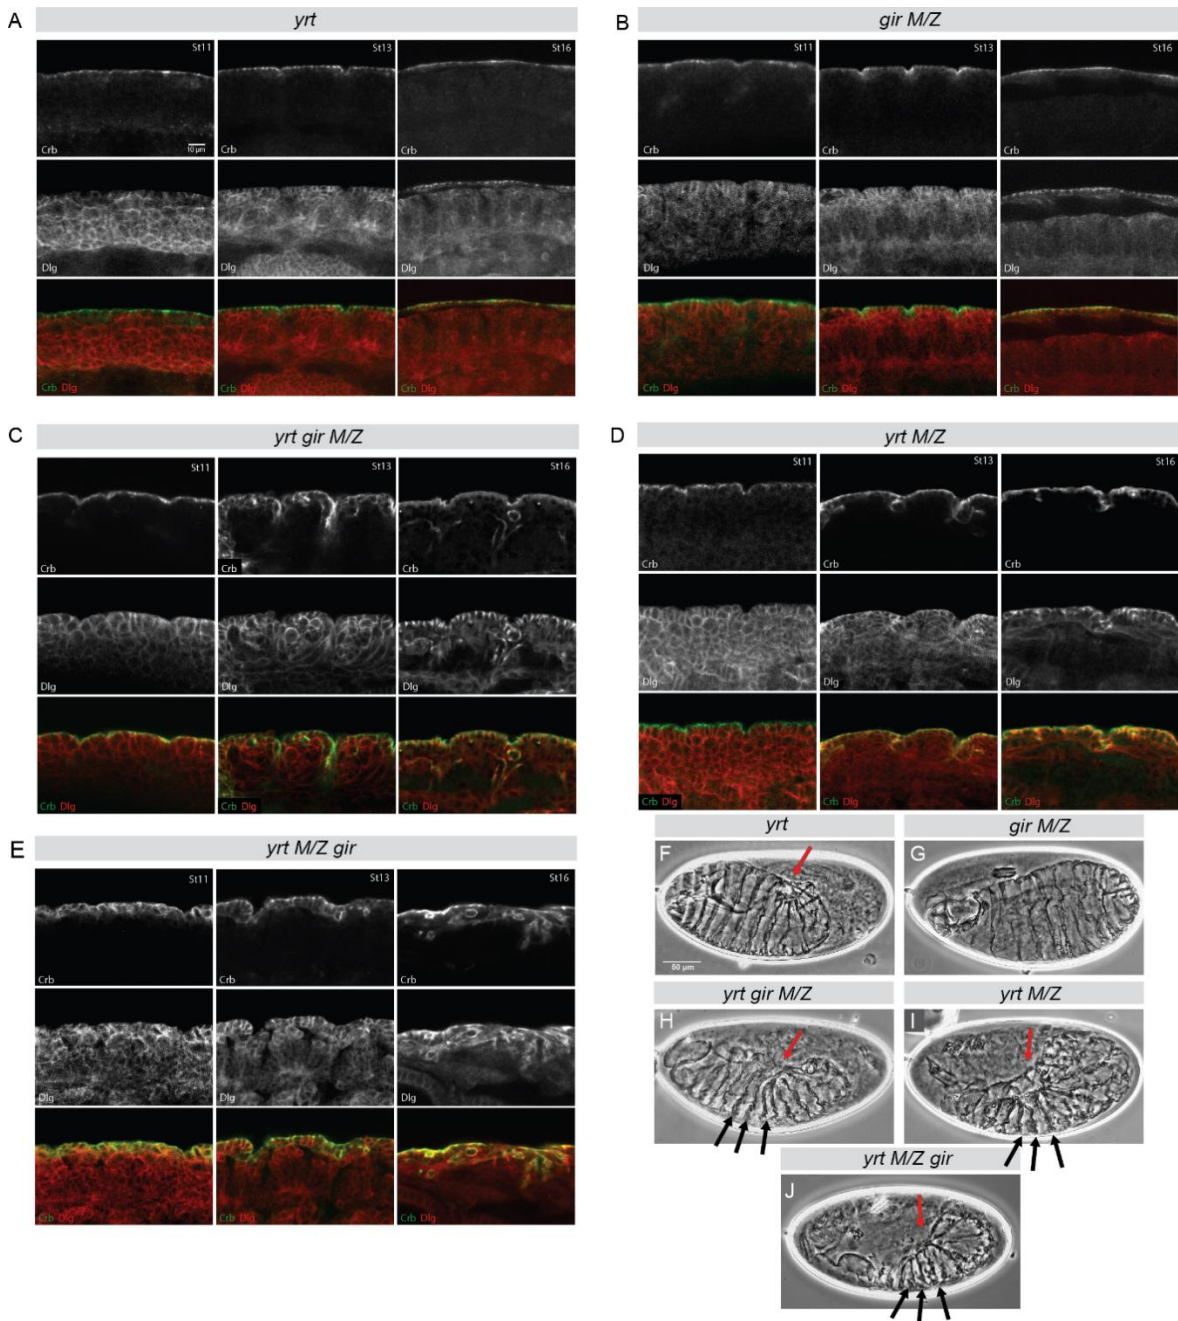 A
yrt
St11 St13 St16
10 µm
Crb Crb Crb
Dlg Dlg Dlg
Crb Dlg Crb Dlg Crb Dlg
B
gir M/Z
St11 St13 St16
Crb Crb Crb
Dlg Dlg Dlg
Crb Dlg Crb Dlg Crb Dlg
C
yrt gir M/Z
St11 St13 St16
Crb Crb Crb
Dlg Dlg Dlg
Crb Dlg Crb Dlg Crb Dlg
D
yrt M/Z
St11 St13 St16
Crb Crb Crb
Dlg Dlg Dlg
Crb Dlg Crb Dlg Crb Dlg
E
yrt M/Z gir
St11 St13 St16
Crb Crb Crb
Dlg Dlg Dlg
Crb Dlg Crb Dlg Crb Dlg
yrt gir M/Z
F G
50 µm
yrt gir M/Z yrt M/Z
H I
yrt M/Z gir
J